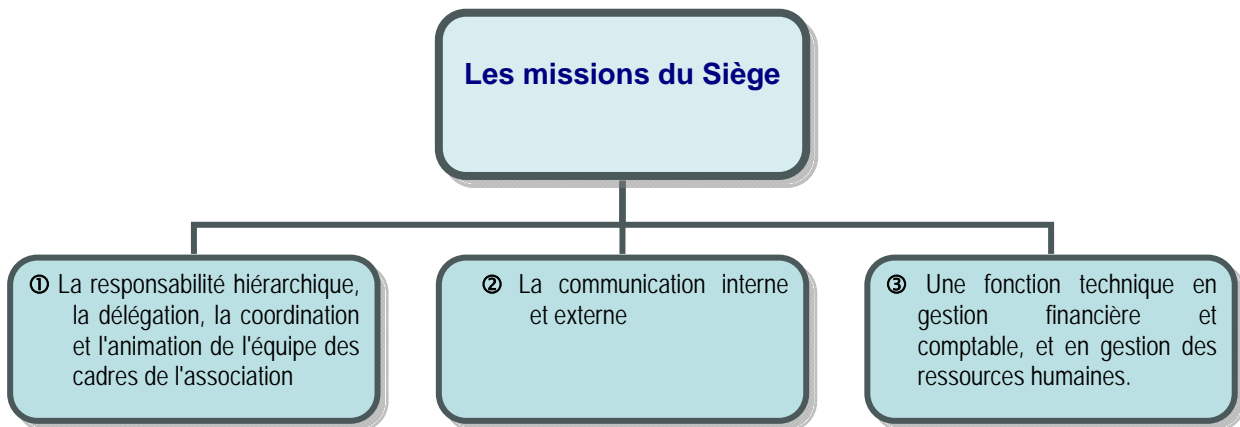 Les missions du Siège
① La responsabilité hiérarchique,
la délégation, la coordination
et l'animation de l'équipe des
cadres de l'association
② La communication interne
et externe
③ Une fonction technique en
gestion financière et
comptable, et en gestion des
ressources humaines.